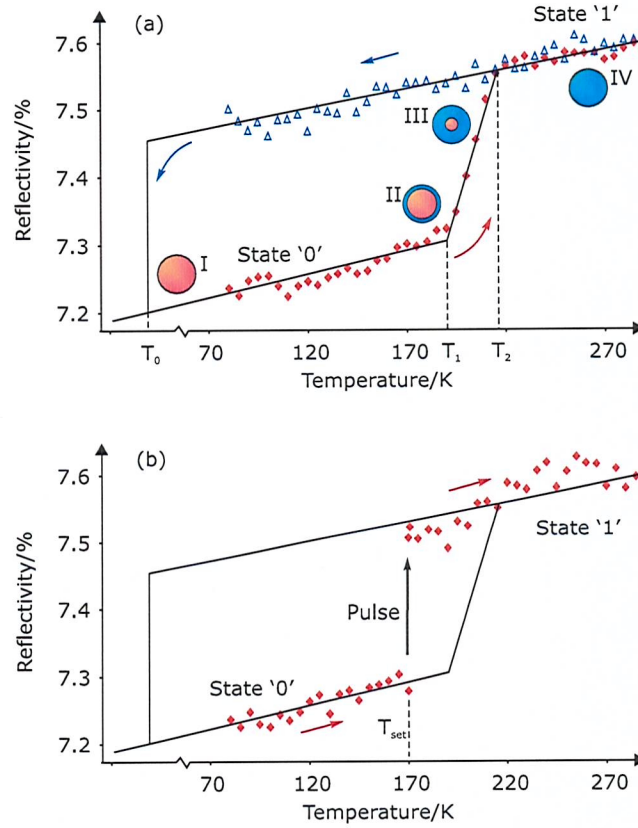 (a)
State '1'
7.6
IV
III
7.5
II
7.4
Reflectivity/%
7.3
State '0'
I
7.2
T₀
70
120
170
T₁
T₂
220
270
Temperature/K
(b)
7.6
State '1'
7.5
Pulse
7.4
Reflectivity/%
7.3
State '0'
T_set
7.2
70
120
170
220
270
Temperature/K